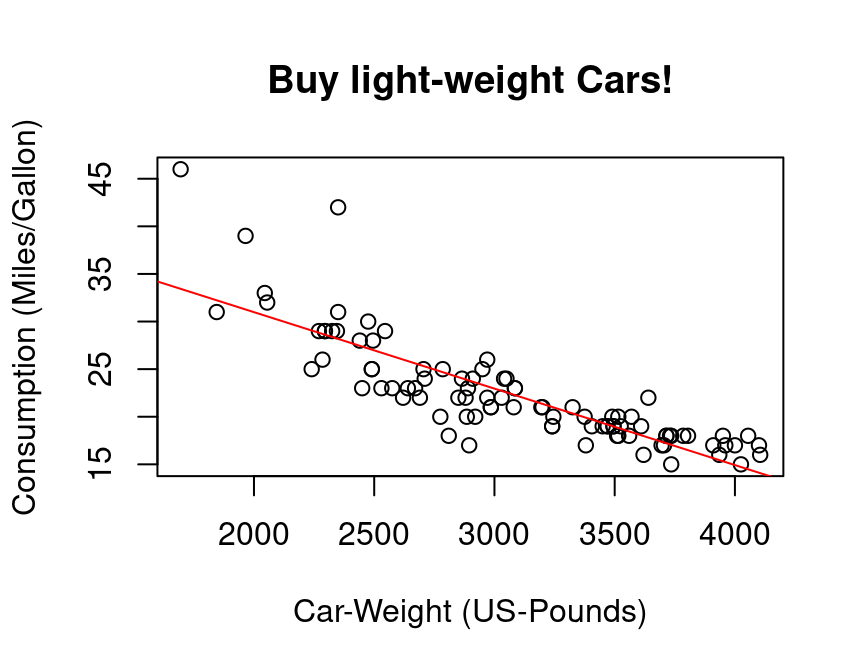 Buy light-weight Cars!
Consumption (Miles/Gallon)
45
35
25
15
2000 2500 3000 3500 4000
Car-Weight (US-Pounds)